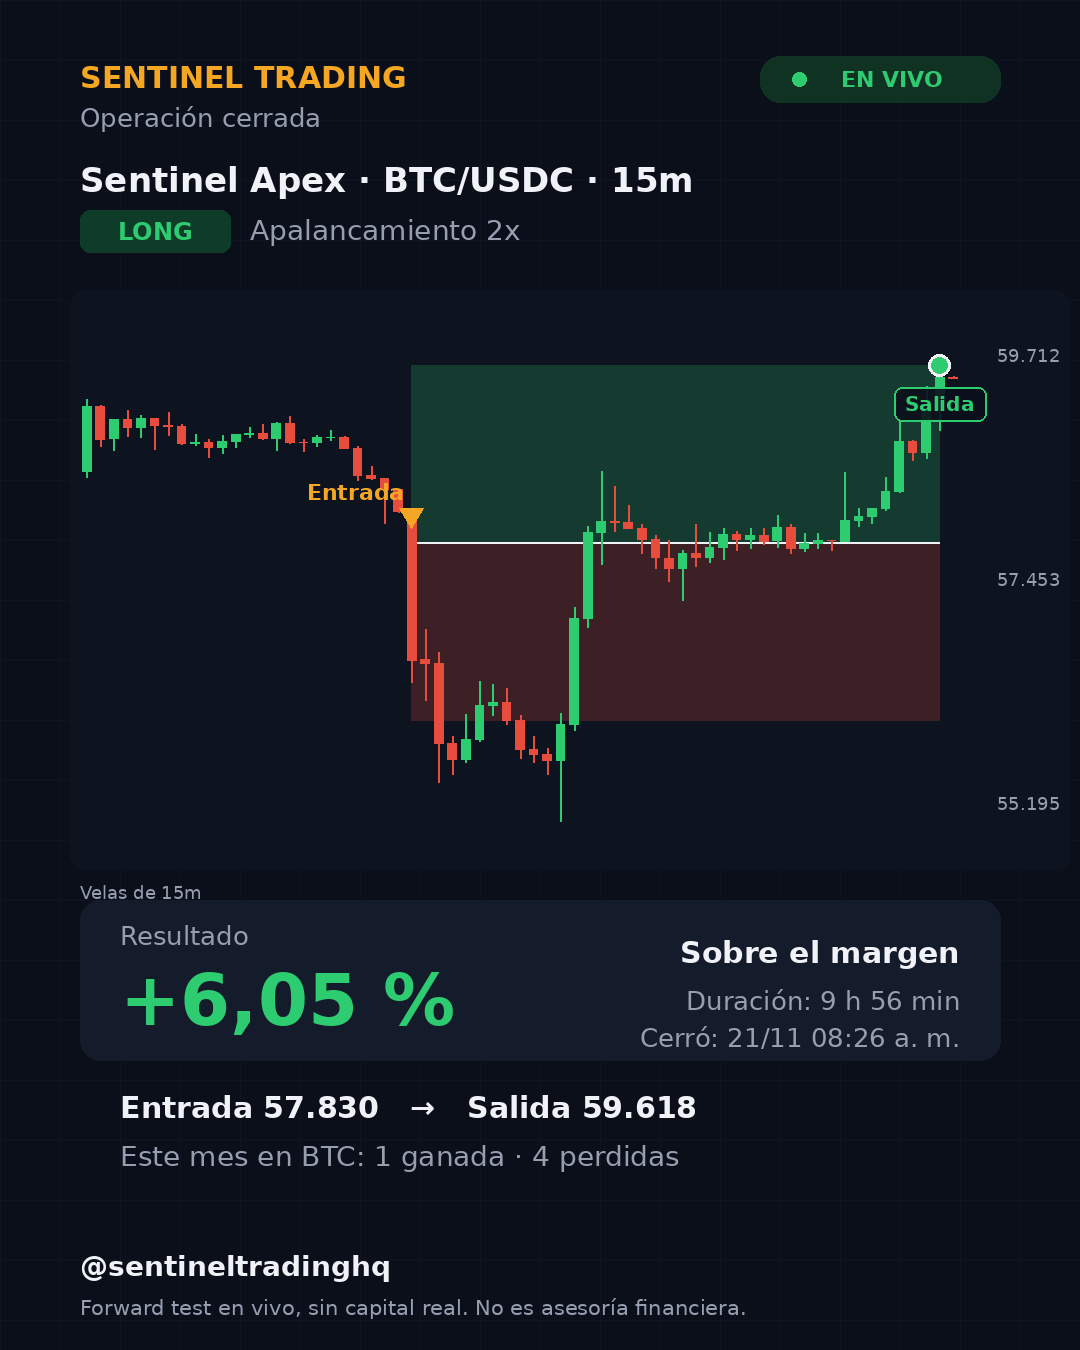 SENTINEL TRADING
EN VIVO
Operación cerrada
Sentinel Apex · BTC/USDC · 15m
LONG
Apalancamiento 2x
59.712
Salida
Entrada
57.453
55.195
Velas de 15m
Resultado
+6,05 %
Sobre el margen
Duración: 9 h 56 min
Cerró: 21/11 08:26 a. m.
Entrada 57.830 → Salida 59.618
Este mes en BTC: 1 ganada · 4 perdidas
@sentineltradinghq
Forward test en vivo, sin capital real. No es asesoría financiera.